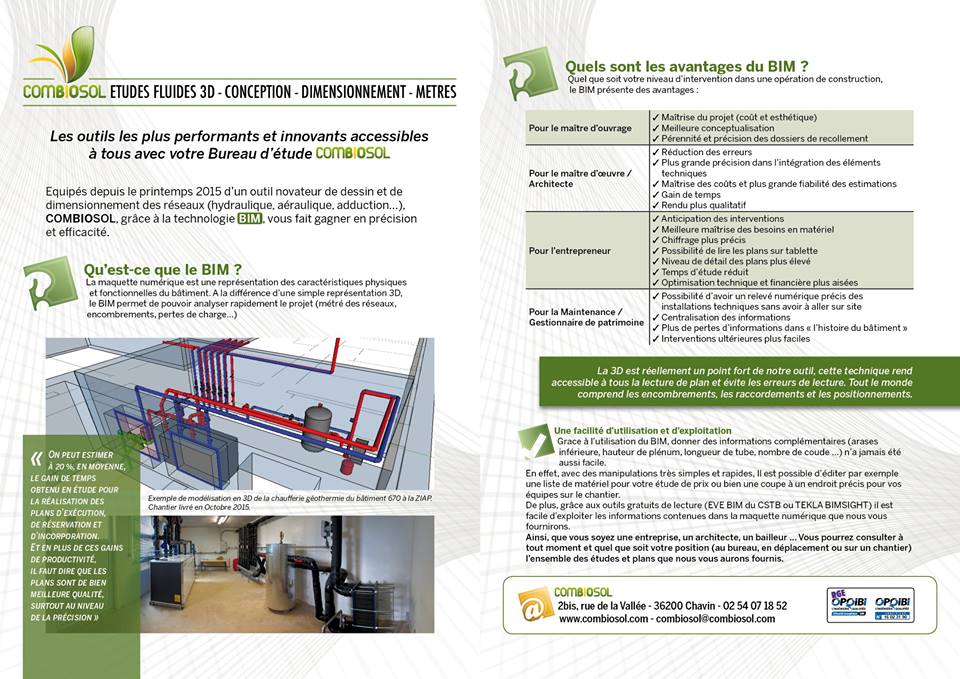 COMBIOSOL ETUDES FLUIDES 3D - CONCEPTION - DIMENSIONNEMENT - METRES
Les outils les plus performants et innovants accessibles
à tous avec votre Bureau d'étude COMBIOSOL
Equipés depuis le printemps 2015 d'un outil novateur de dessin et de
dimensionnement des réseaux (hydraulique, aéraulique, adduction...),
COMBIOSOL, grâce à la technologie BIM, vous fait gagner en précision
et efficacité.
Qu'est-ce que le BIM ?
La maquette numérique est une représentation des caractéristiques physiques
et fonctionnelles du bâtiment. A la différence d'une simple représentation 3D,
le BIM permet de pouvoir analyser rapidement le projet (métré des réseaux,
encombrements, pertes de charge...)
« ON PEUT ESTIMER
À 20 %, EN MOYENNE,
LE GAIN DE TEMPS
OBTENU EN ÉTUDE POUR
LA RÉALISATION DES
PLANS D'EXÉCUTION,
DE RÉSERVATION ET
D'INCORPORATION.
ET EN PLUS DE CES GAINS
DE PRODUCTIVITÉ,
IL FAUT DIRE QUE LES
PLANS SONT DE BIEN
MEILLEURE QUALITÉ,
SURTOUT AU NIVEAU
DE LA PRÉCISION »
Exemple de modélisation en 3D de la chaufferie géothermie du bâtiment 670 à la ZIAP.
Chantier livré en Octobre 2015.
Quels sont les avantages du BIM ?
Quel que soit votre niveau d'intervention dans une opération de construction,
le BIM présente des avantages :
Pour le maître d'ouvrage
✓ Maîtrise du projet (coût et esthétique)
✓ Meilleure conceptualisation
✓ Pérennité et précision des dossiers de recollement
Pour le maître d'œuvre /
Architecte
✓ Réduction des erreurs
✓ Plus grande précision dans l'intégration des éléments
techniques
✓ Maîtrise des coûts et plus grande fiabilité des estimations
✓ Gain de temps
✓ Rendu plus qualitatif
Pour l'entrepreneur
✓ Anticipation des interventions
✓ Meilleure maîtrise des besoins en matériel
✓ Chiffrage plus précis
✓ Possibilité de lire les plans sur tablette
✓ Niveau de détail des plans plus élevé
✓ Temps d'étude réduit
✓ Optimisation technique et financière plus aisées
Pour la Maintenance /
Gestionnaire de patrimoine
✓ Possibilité d'avoir un relevé numérique précis des
installations techniques sans avoir à aller sur site
✓ Centralisation des informations
✓ Plus de pertes d'informations dans « l'histoire du bâtiment »
✓ Interventions ultérieures plus faciles
La 3D est réellement un point fort de notre outil, cette technique rend
accessible à tous la lecture de plan et évite les erreurs de lecture. Tout le monde
comprend les encombrements, les raccordements et les positionnements.
Une facilité d'utilisation et d'exploitation
Grace à l'utilisation du BIM, donner des informations complémentaires (arases
inférieure, hauteur de plénum, longueur de tube, nombre de coude ...) n'a jamais été
aussi facile.
En effet, avec des manipulations très simples et rapides, Il est possible d'éditer par exemple
une liste de matériel pour votre étude de prix ou bien une coupe à un endroit précis pour vos
équipes sur le chantier.
De plus, grâce aux outils gratuits de lecture (EVE BIM du CSTB ou TEKLA BIMSIGHT) il est
facile d'exploiter les informations contenues dans la maquette numérique que nous vous
fournirons.
Ainsi, que vous soyez une entreprise, un architecte, un bailleur ... Vous pourrez consulter à
tout moment et quel que soit votre position (au bureau, en déplacement ou sur un chantier)
l'ensemble des études et plans que nous vous aurons fournis.
COMBIOSOL
2bis, rue de la Vallée - 36200 Chavin - 02 54 07 18 52
www.combiosol.com - combiosol@combiosol.com
RGE
OPQIBI
OPQIBI